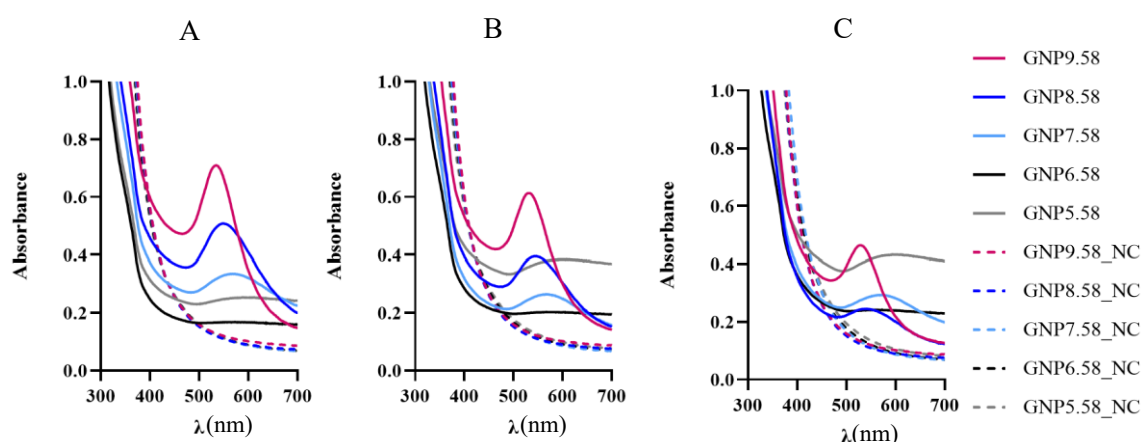 A
B
C
Absorbance
1.0
0.8
0.6
0.4
0.2
0.0
300
400
500
600
700
λ(nm)
Absorbance
1.0
0.8
0.6
0.4
0.2
0.0
300
400
500
600
700
λ(nm)
Absorbance
1.0
0.8
0.6
0.4
0.2
0.0
300
400
500
600
700
λ(nm)
GNP9.58
GNP8.58
GNP7.58
GNP6.58
GNP5.58
GNP9.58_NC
GNP8.58_NC
GNP7.58_NC
GNP6.58_NC
GNP5.58_NC